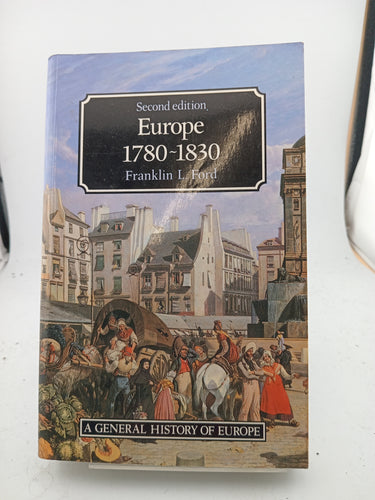 Second edition
Europe
1780~1830
Franklin L. Ford
A GENERAL HISTORY OF EUROPE